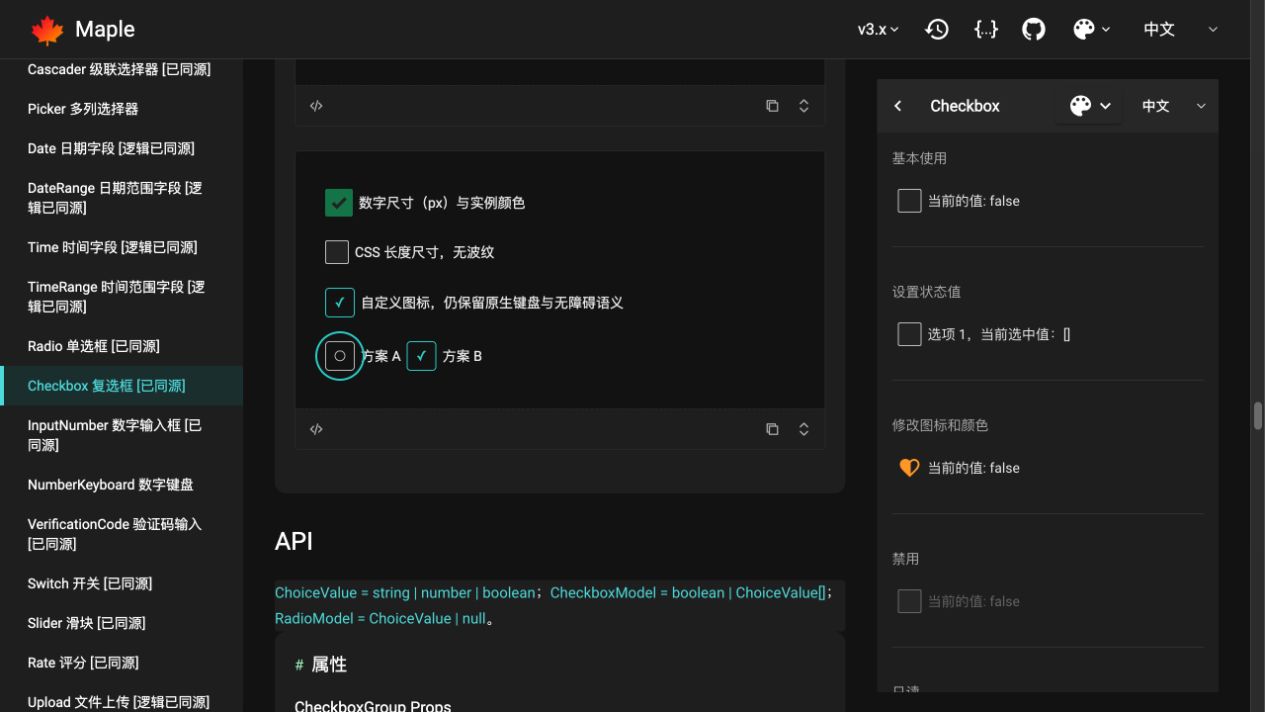 Maple
v3.x
中文
Cascader 级联选择器 [已同源]
Picker 多列选择器
Date 日期字段 [逻辑已同源]
DateRange 日期范围字段 [逻
辑已同源]
Time 时间字段 [逻辑已同源]
TimeRange 时间范围字段 [逻
辑已同源]
Radio 单选框 [已同源]
Checkbox 复选框 [已同源]
InputNumber 数字输入框 [已
同源]
NumberKeyboard 数字键盘
VerificationCode 验证码输入
[已同源]
Switch 开关 [已同源]
Slider 滑块 [已同源]
Rate 评分 [已同源]
Upload 文件上传 [逻辑已同源]
数字尺寸（px）与实例颜色
CSS 长度尺寸，无波纹
自定义图标，仍保留原生键盘与无障碍语义
方案 A
方案 B
API
ChoiceValue = string | number | boolean；CheckboxModel = boolean | ChoiceValue[]；
RadioModel = ChoiceValue | null。
# 属性
CheckboxGroup Props
Checkbox
中文
基本使用
当前的值: false
设置状态值
选项 1，当前选中值：[]
修改图标和颜色
当前的值: false
禁用
当前的值: false
只读